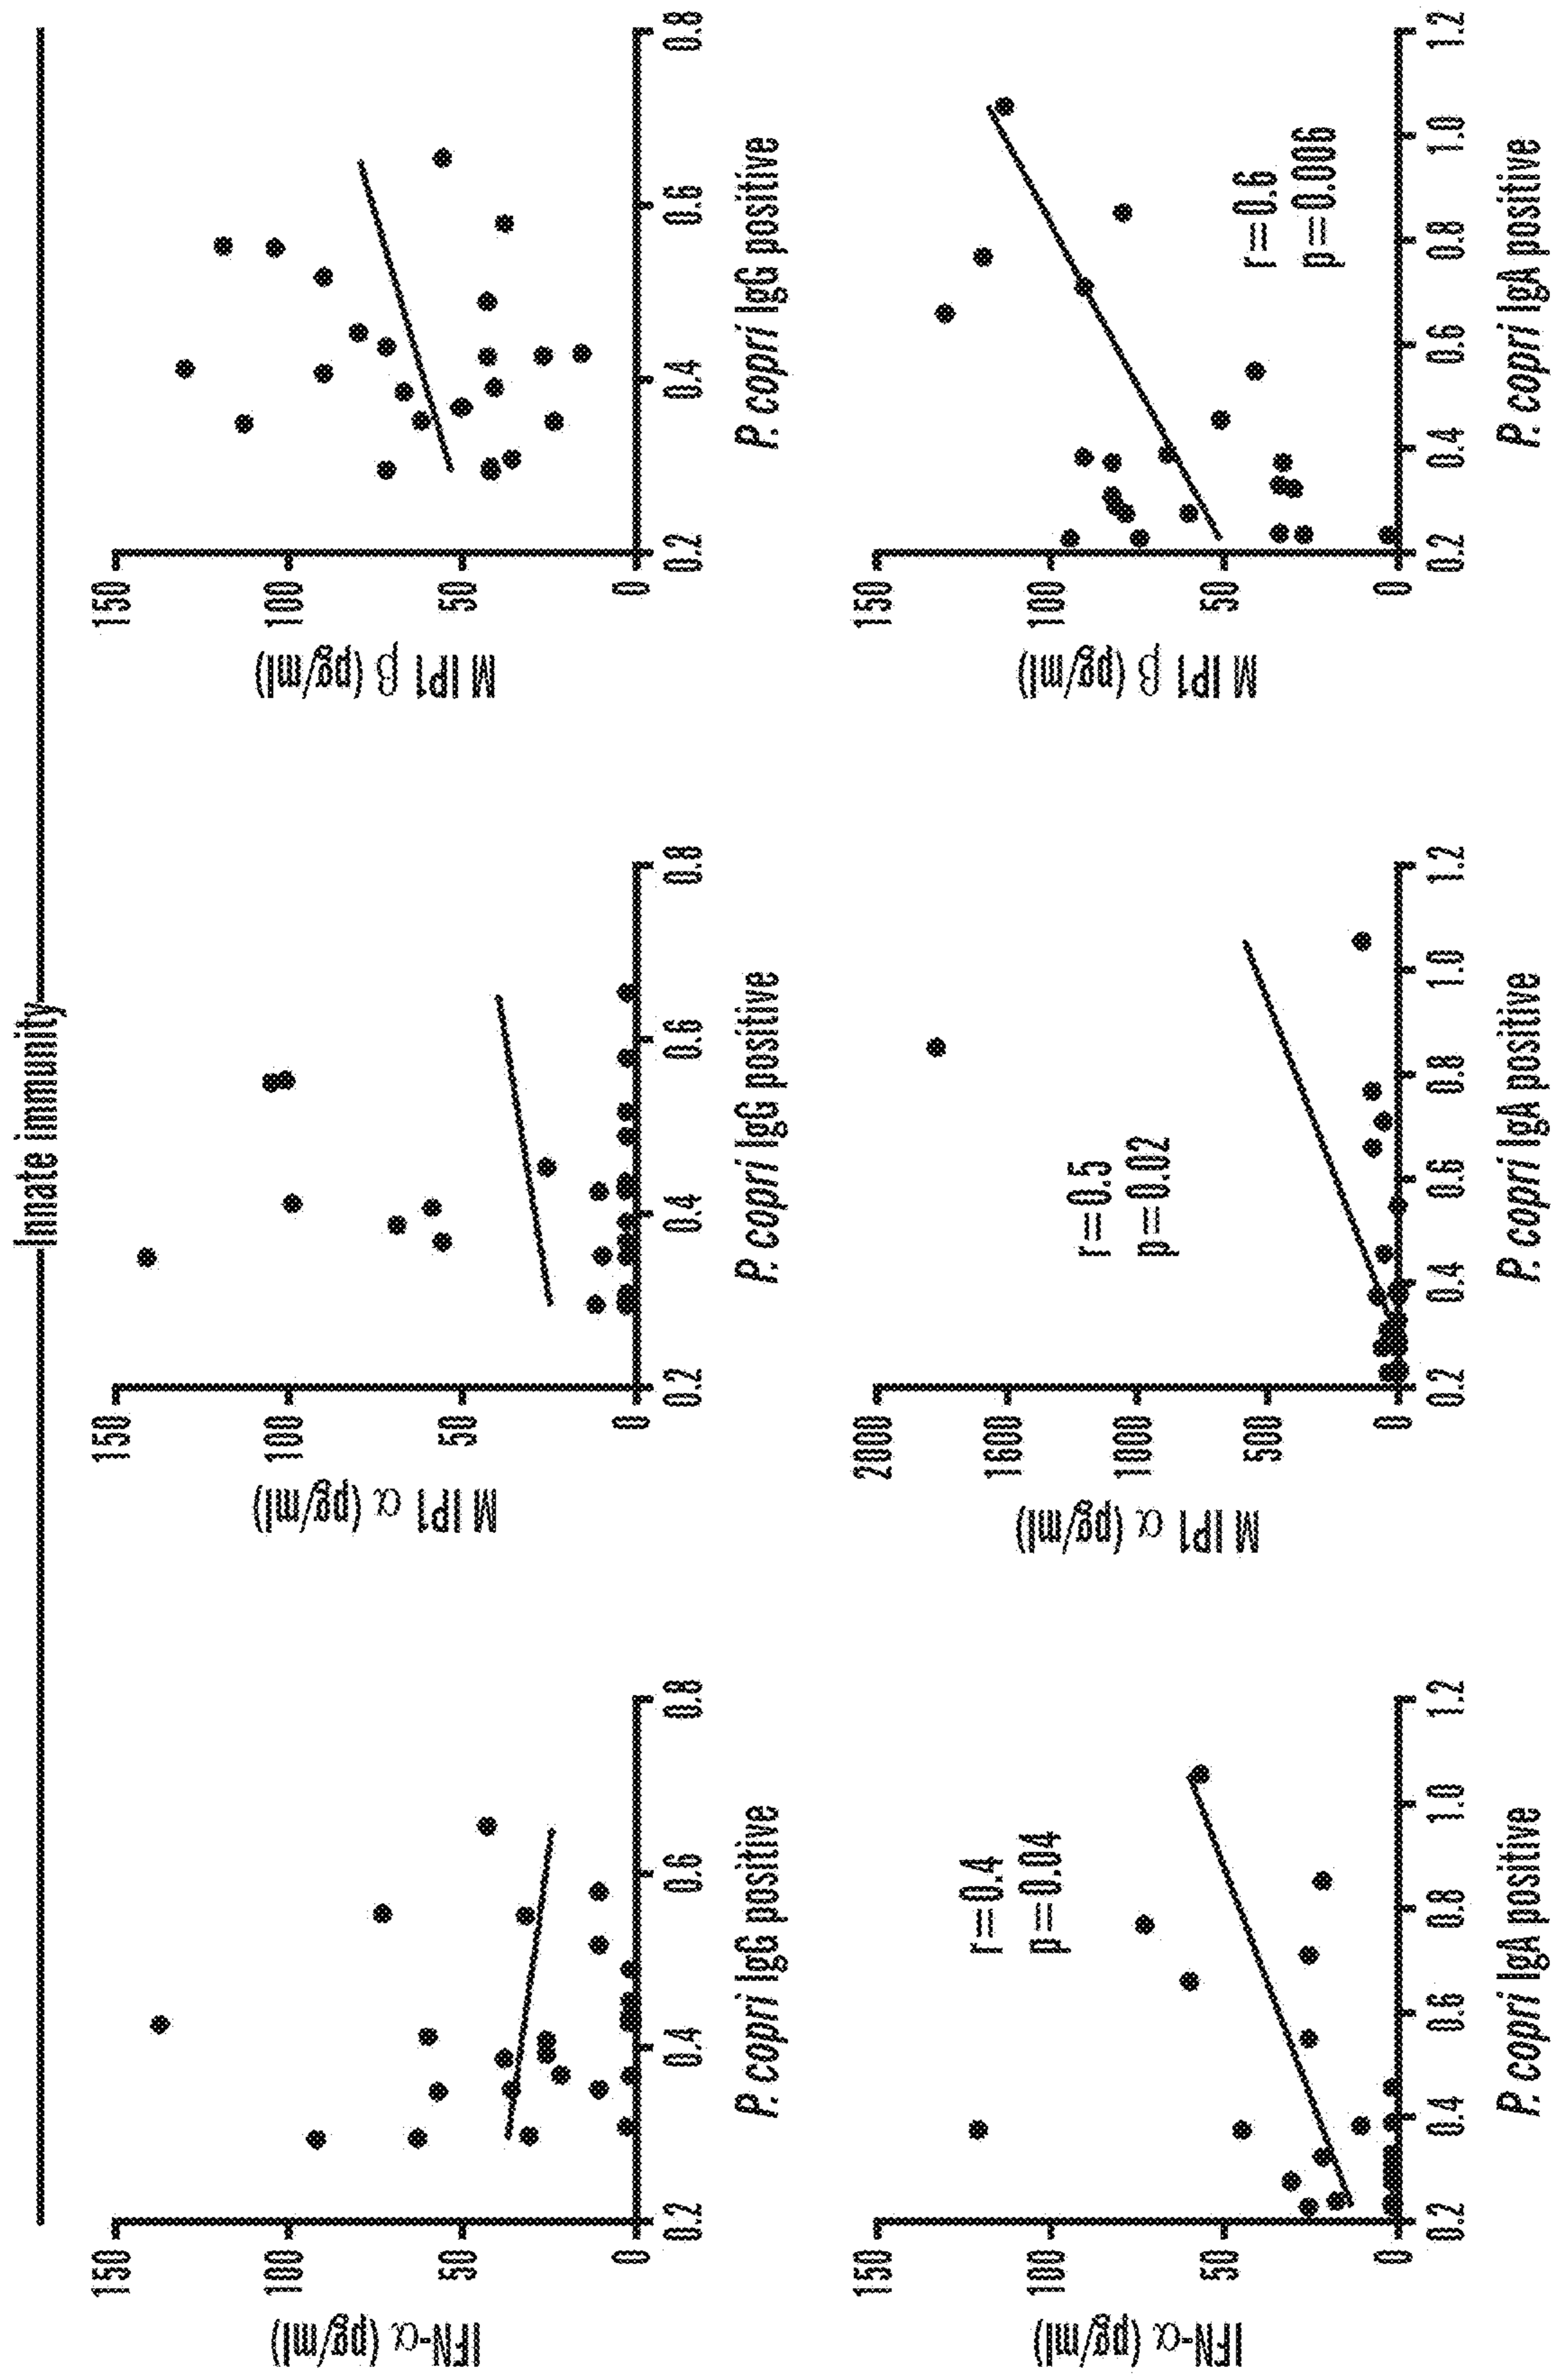 Innate immunity
IFN-α (pg/ml)
150
100
50
0
0.2
0.4
0.6
0.8
P. copri IgG positive
M IP1 α (pg/ml)
150
100
50
0
0.2
0.4
0.6
0.8
P. copri IgG positive
M IP1 β (pg/ml)
150
100
50
0
0.2
0.4
0.6
0.8
P. copri IgG positive
IFN-α (pg/ml)
150
100
50
0
r=0.4
p=0.04
0.2
0.4
0.6
0.8
1.0
1.2
P. copri IgA positive
M IP1 α (pg/ml)
2000
1600
1000
500
0
r=0.5
p=0.02
0.2
0.4
0.6
0.8
1.0
1.2
P. copri IgA positive
M IP1 β (pg/ml)
150
100
50
0
r=0.6
p=0.006
0.2
0.4
0.6
0.8
1.0
1.2
P. copri IgA positive